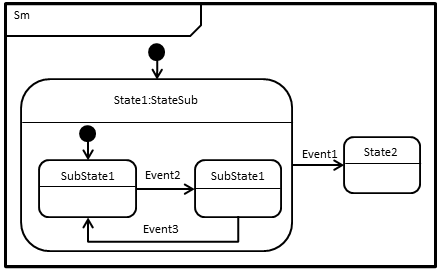 Sm
State1:StateSub
SubState1
Event2
SubState1
Event3
Event1
State2